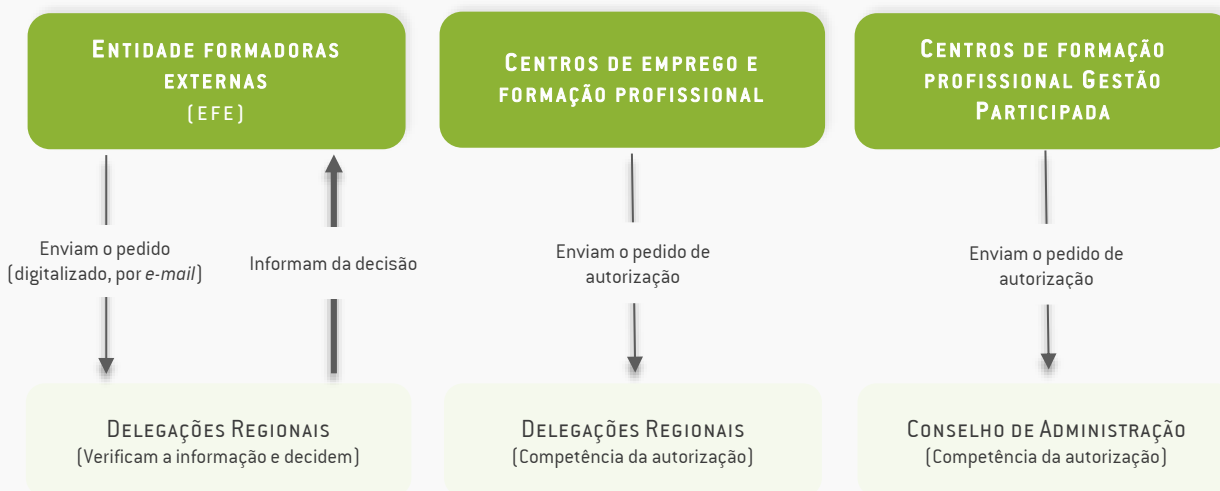 ENTIDADE FORMADORAS
EXTERNAS
(EFE)
CENTROS DE EMPREGO E
FORMAÇÃO PROFISSIONAL
CENTROS DE FORMAÇÃO
PROFISSIONAL GESTÃO
PARTICIPADA
Enviam o pedido
(digitalizado, por e-mail)
Informam da decisão
Enviam o pedido de
autorização
Enviam o pedido de
autorização
DELEGAÇÕES REGIONAIS
(Verificam a informação e decidem)
DELEGAÇÕES REGIONAIS
(Competência da autorização)
CONSELHO DE ADMINISTRAÇÃO
(Competência da autorização)